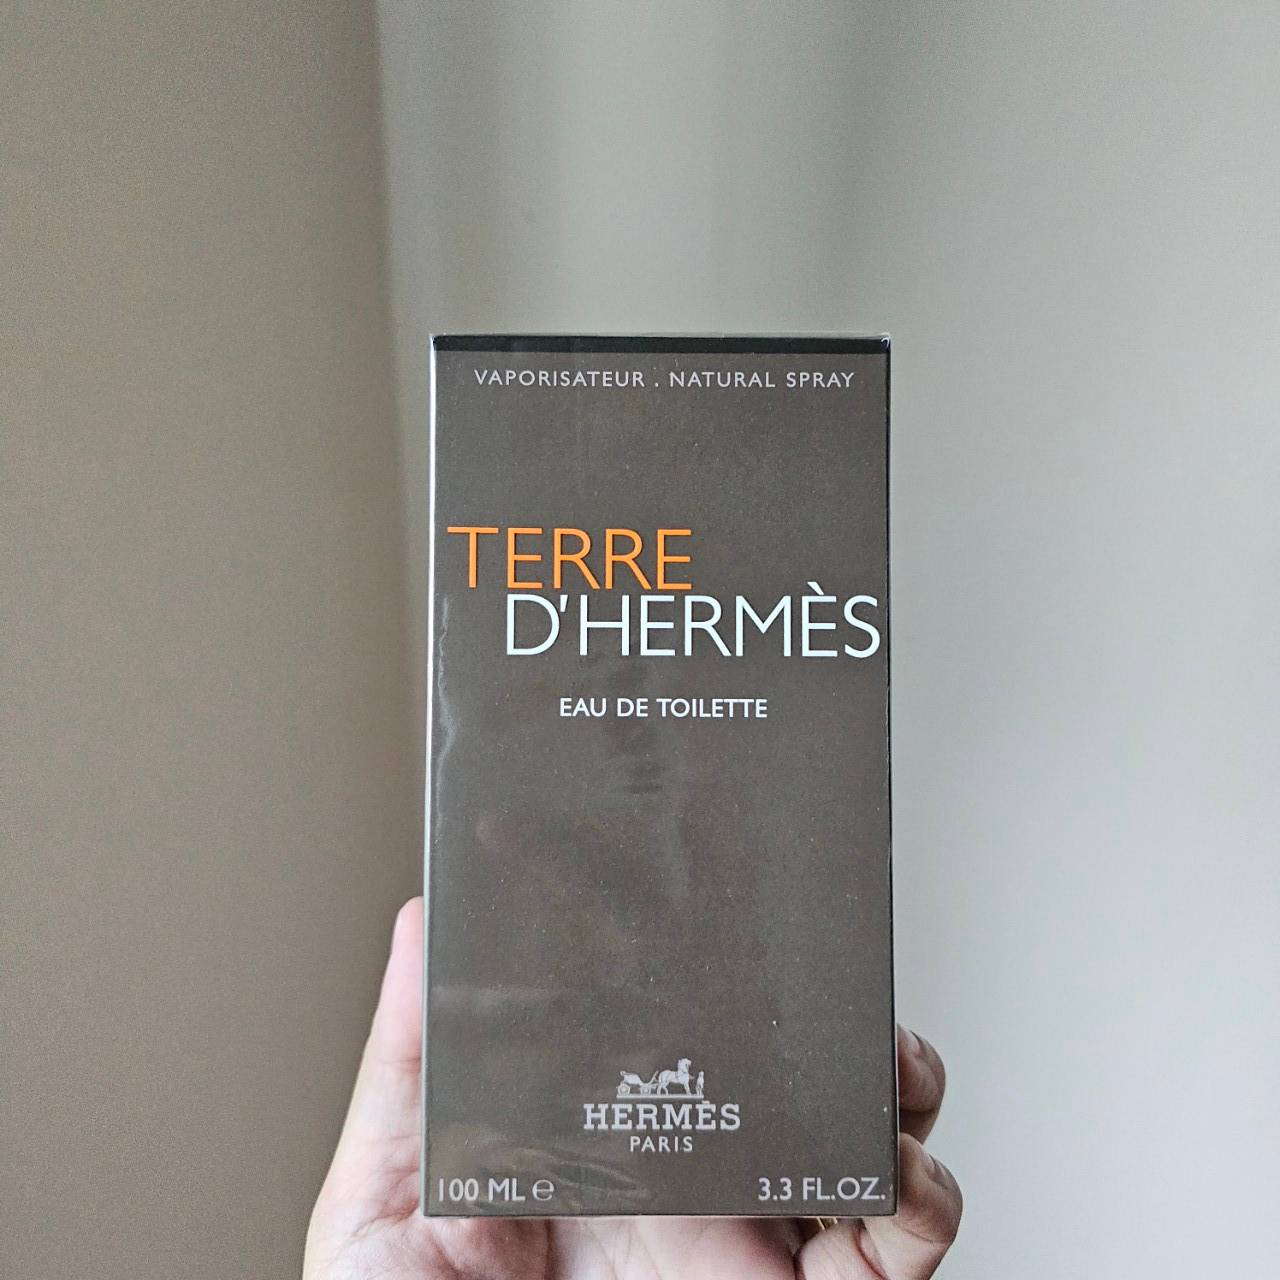 VAPORISATEUR . NATURAL SPRAY
TERRE
D'HERMÈS
EAU DE TOILETTE
HERMÈS
PARIS
100 ML ℮
3.3 FL.OZ.